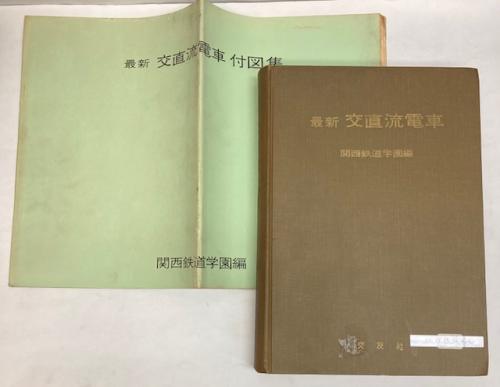 最新 交直流電車 付図集
関西鉄道学園編
最新 交直流電車
関西鉄道学園編
交友社